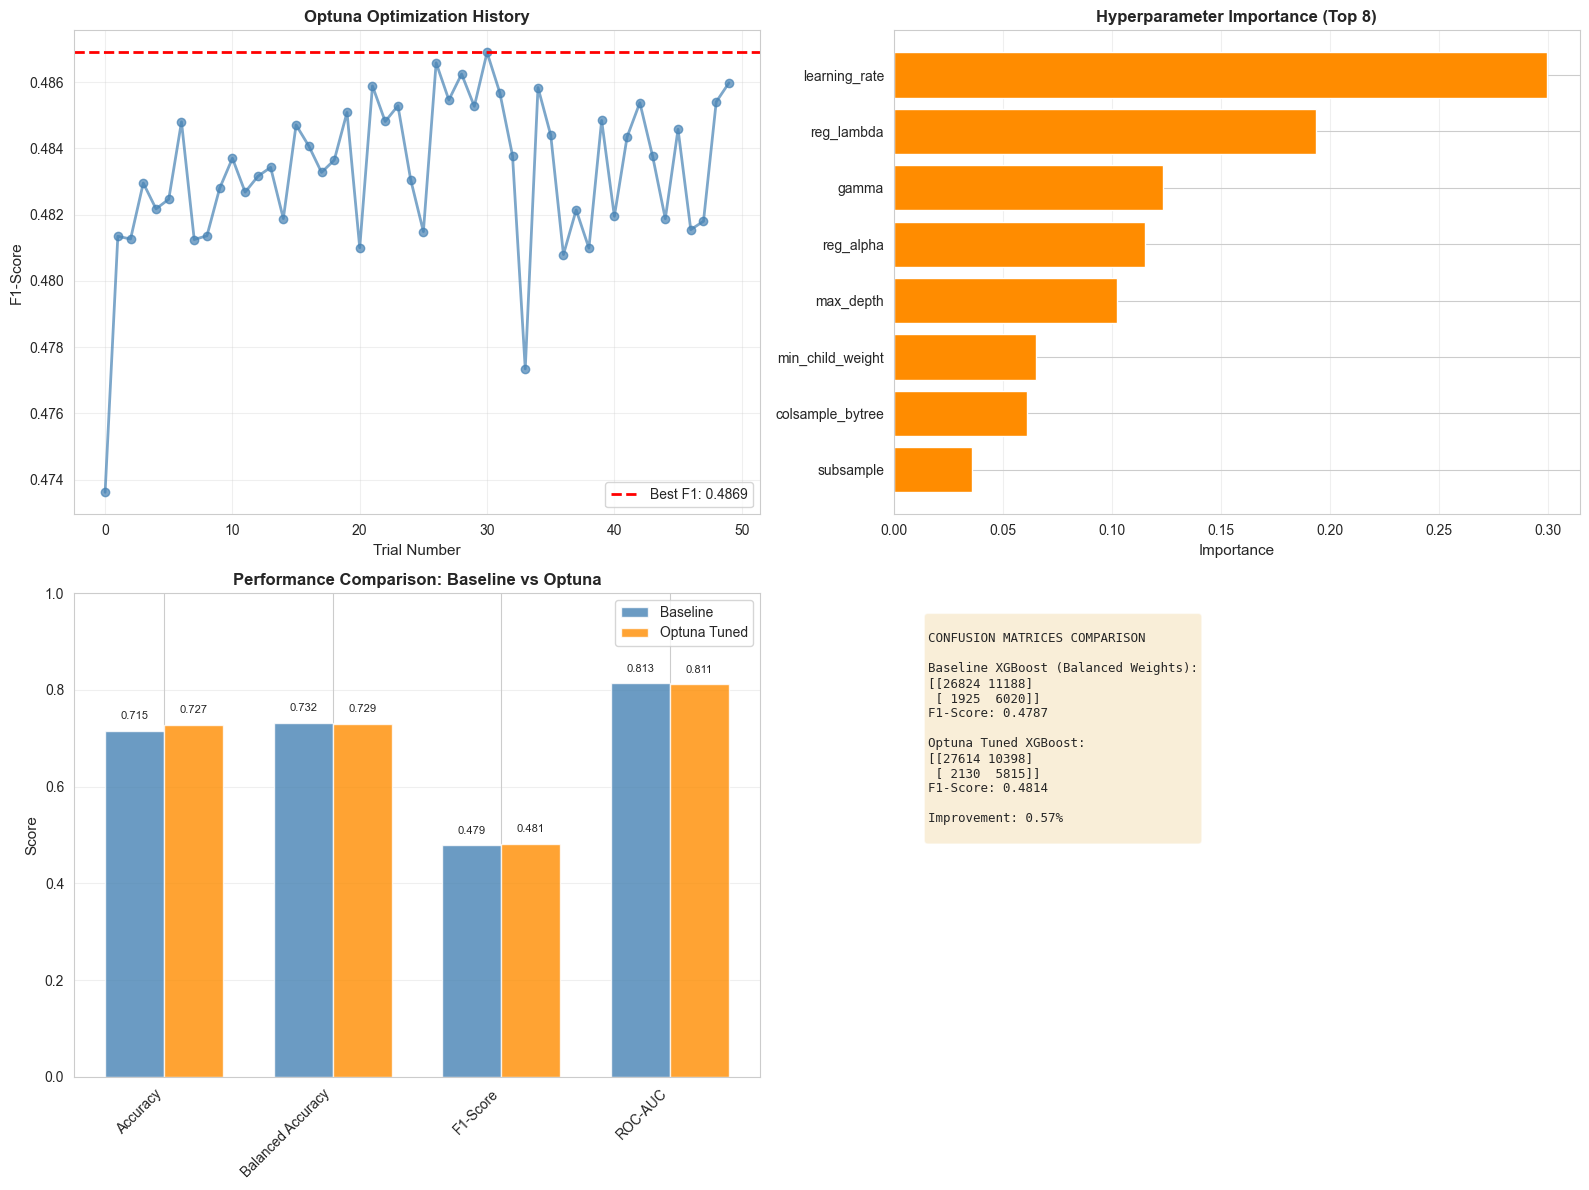 Optuna Optimization History
F1-Score
0.486
0.484
0.482
0.480
0.478
0.476
0.474
0
10
20
30
40
50
Trial Number
Best F1: 0.4869
Hyperparameter Importance (Top 8)
learning_rate
reg_lambda
gamma
reg_alpha
max_depth
min_child_weight
colsample_bytree
subsample
0.00
0.05
0.10
0.15
0.20
0.25
0.30
Importance
Performance Comparison: Baseline vs Optuna
Score
1.0
0.8
0.6
0.4
0.2
0.0
Baseline
Optuna Tuned
0.715
0.727
0.732
0.729
0.479
0.481
0.813
0.811
Accuracy
Balanced Accuracy
F1-Score
ROC-AUC
CONFUSION MATRICES COMPARISON
Baseline XGBoost (Balanced Weights):
[[26824 11188]
[ 1925  6020]]
F1-Score: 0.4787
Optuna Tuned XGBoost:
[[27614 10398]
[ 2130  5815]]
F1-Score: 0.4814
Improvement: 0.57%